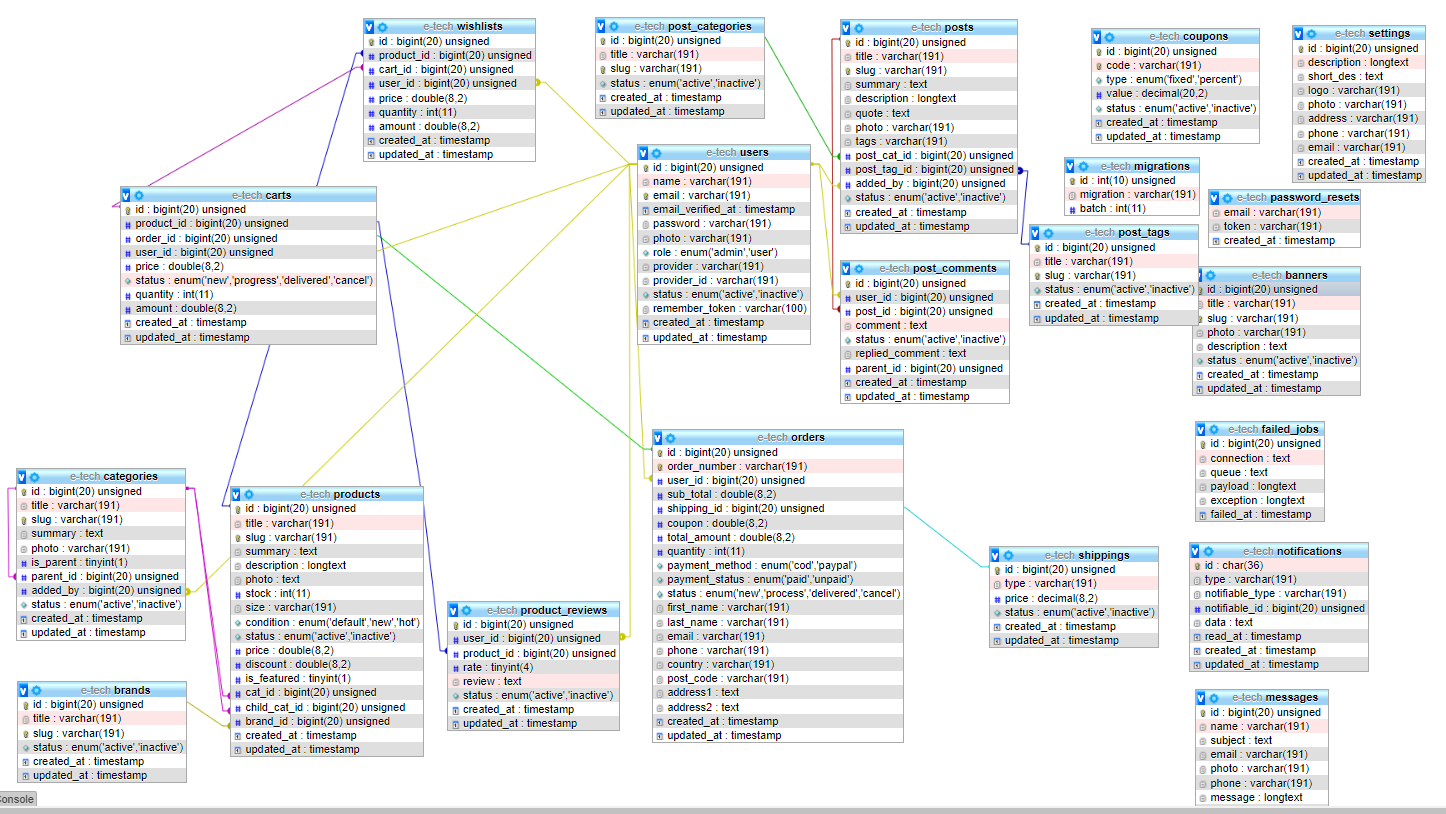 e-tech wishlists
id : bigint(20) unsigned
product_id : bigint(20) unsigned
cart_id : bigint(20) unsigned
user_id : bigint(20) unsigned
price : double(8,2)
quantity : int(11)
amount : double(8,2)
created_at : timestamp
updated_at : timestamp
e-tech post_categories
id : bigint(20) unsigned
title : varchar(191)
slug : varchar(191)
status : enum('active','inactive')
created_at : timestamp
updated_at : timestamp
e-tech posts
id : bigint(20) unsigned
title : varchar(191)
slug : varchar(191)
summary : text
description : longtext
quote : text
photo : varchar(191)
tags : varchar(191)
post_cat_id : bigint(20) unsigned
post_tag_id : bigint(20) unsigned
added_by : bigint(20) unsigned
status : enum('active','inactive')
created_at : timestamp
updated_at : timestamp
e-tech coupons
id : bigint(20) unsigned
code : varchar(191)
type : enum('fixed','percent')
value : decimal(20,2)
status : enum('active','inactive')
created_at : timestamp
updated_at : timestamp
e-tech settings
id : bigint(20) unsigned
description : longtext
short_des : text
logo : varchar(191)
photo : varchar(191)
address : varchar(191)
phone : varchar(191)
email : varchar(191)
created_at : timestamp
updated_at : timestamp
e-tech users
id : bigint(20) unsigned
name : varchar(191)
email : varchar(191)
email_verified_at : timestamp
password : varchar(191)
photo : varchar(191)
role : enum('admin','user')
provider : varchar(191)
provider_id : varchar(191)
status : enum('active','inactive')
remember_token : varchar(100)
created_at : timestamp
updated_at : timestamp
e-tech migrations
id : int(10) unsigned
migration : varchar(191)
batch : int(11)
e-tech password_resets
email : varchar(191)
token : varchar(191)
created_at : timestamp
e-tech carts
id : bigint(20) unsigned
product_id : bigint(20) unsigned
order_id : bigint(20) unsigned
user_id : bigint(20) unsigned
price : double(8,2)
status : enum('new','progress','delivered','cancel')
quantity : int(11)
amount : double(8,2)
created_at : timestamp
updated_at : timestamp
e-tech post_tags
id : bigint(20) unsigned
title : varchar(191)
slug : varchar(191)
status : enum('active','inactive')
created_at : timestamp
updated_at : timestamp
e-tech post_comments
id : bigint(20) unsigned
user_id : bigint(20) unsigned
post_id : bigint(20) unsigned
comment : text
status : enum('active','inactive')
replied_comment : text
parent_id : bigint(20) unsigned
created_at : timestamp
updated_at : timestamp
e-tech banners
id : bigint(20) unsigned
title : varchar(191)
slug : varchar(191)
photo : varchar(191)
description : text
status : enum('active','inactive')
created_at : timestamp
updated_at : timestamp
e-tech failed_jobs
id : bigint(20) unsigned
connection : text
queue : text
payload : longtext
exception : longtext
failed_at : timestamp
e-tech orders
id : bigint(20) unsigned
order_number : varchar(191)
user_id : bigint(20) unsigned
sub_total : double(8,2)
shipping_id : bigint(20) unsigned
coupon : double(8,2)
total_amount : double(8,2)
quantity : int(11)
payment_method : enum('cod','paypal')
payment_status : enum('paid','unpaid')
status : enum('new','process','delivered','cancel')
first_name : varchar(191)
last_name : varchar(191)
email : varchar(191)
phone : varchar(191)
country : varchar(191)
post_code : varchar(191)
address1 : text
address2 : text
created_at : timestamp
updated_at : timestamp
e-tech categories
id : bigint(20) unsigned
title : varchar(191)
slug : varchar(191)
summary : text
photo : varchar(191)
is_parent : tinyint(1)
parent_id : bigint(20) unsigned
added_by : bigint(20) unsigned
status : enum('active','inactive')
created_at : timestamp
updated_at : timestamp
e-tech products
id : bigint(20) unsigned
title : varchar(191)
slug : varchar(191)
summary : text
description : longtext
photo : text
stock : int(11)
size : varchar(191)
condition : enum('default','new','hot')
status : enum('active','inactive')
price : double(8,2)
discount : double(8,2)
is_featured : tinyint(1)
cat_id : bigint(20) unsigned
child_cat_id : bigint(20) unsigned
brand_id : bigint(20) unsigned
created_at : timestamp
updated_at : timestamp
e-tech shippings
id : bigint(20) unsigned
type : varchar(191)
price : decimal(8,2)
status : enum('active','inactive')
created_at : timestamp
updated_at : timestamp
e-tech notifications
id : char(36)
type : varchar(191)
notifiable_type : varchar(191)
notifiable_id : bigint(20) unsigned
data : text
read_at : timestamp
created_at : timestamp
updated_at : timestamp
e-tech product_reviews
id : bigint(20) unsigned
user_id : bigint(20) unsigned
product_id : bigint(20) unsigned
rate : tinyint(4)
review : text
status : enum('active','inactive')
created_at : timestamp
updated_at : timestamp
e-tech brands
id : bigint(20) unsigned
title : varchar(191)
slug : varchar(191)
status : enum('active','inactive')
created_at : timestamp
updated_at : timestamp
e-tech messages
id : bigint(20) unsigned
name : varchar(191)
subject : text
email : varchar(191)
photo : varchar(191)
phone : varchar(191)
message : longtext
Console